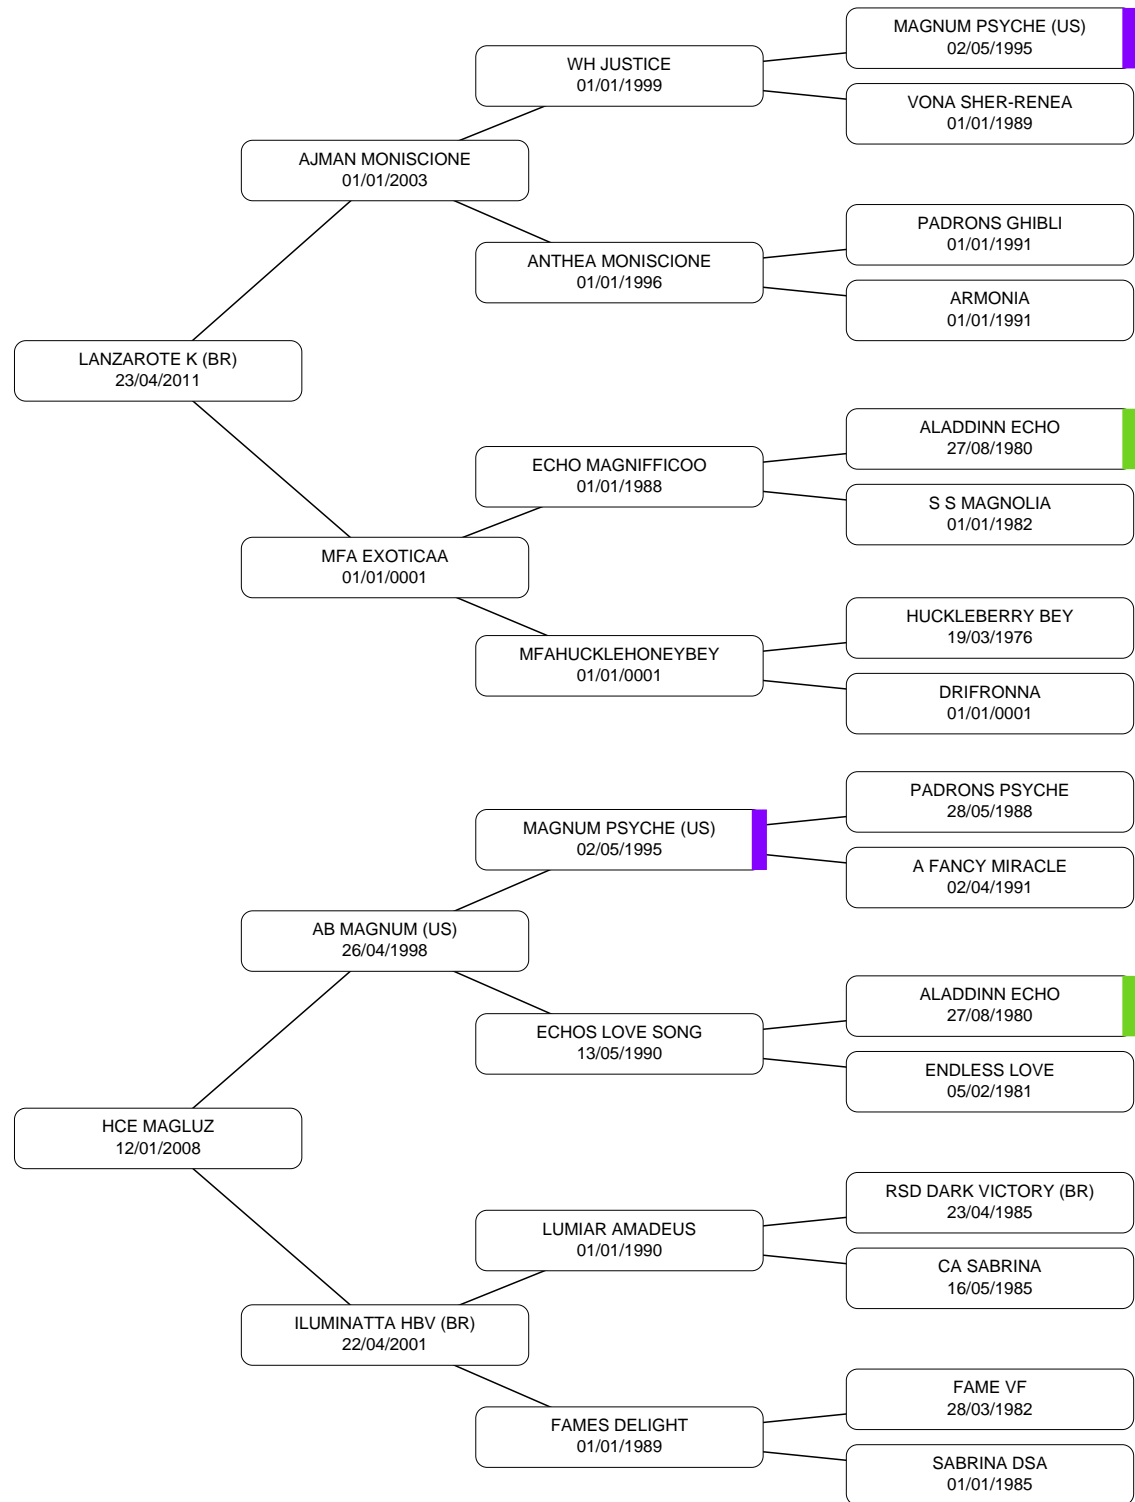 MAGNUM PSYCHE (US)
02/05/1995
WH JUSTICE
01/01/1999
VONA SHER-RENEA
01/01/1989
AJMAN MONISCIONE
01/01/2003
PADRONS GHIBLI
01/01/1991
ANTHEA MONISCIONE
01/01/1996
ARMONIA
01/01/1991
LANZAROTE K (BR)
23/04/2011
ALADDINN ECHO
27/08/1980
ECHO MAGNIFFICOO
01/01/1988
S S MAGNOLIA
01/01/1982
MFA EXOTICAA
01/01/0001
HUCKLEBERRY BEY
19/03/1976
MFAHUCKLEHONEYBEY
01/01/0001
DRIFRONNA
01/01/0001
PADRONS PSYCHE
28/05/1988
MAGNUM PSYCHE (US)
02/05/1995
A FANCY MIRACLE
02/04/1991
AB MAGNUM (US)
26/04/1998
ALADDINN ECHO
27/08/1980
ECHOS LOVE SONG
13/05/1990
ENDLESS LOVE
05/02/1981
HCE MAGLUZ
12/01/2008
RSD DARK VICTORY (BR)
23/04/1985
LUMIAR AMADEUS
01/01/1990
CA SABRINA
16/05/1985
ILUMINATTA HBV (BR)
22/04/2001
FAME VF
28/03/1982
FAMES DELIGHT
01/01/1989
SABRINA DSA
01/01/1985